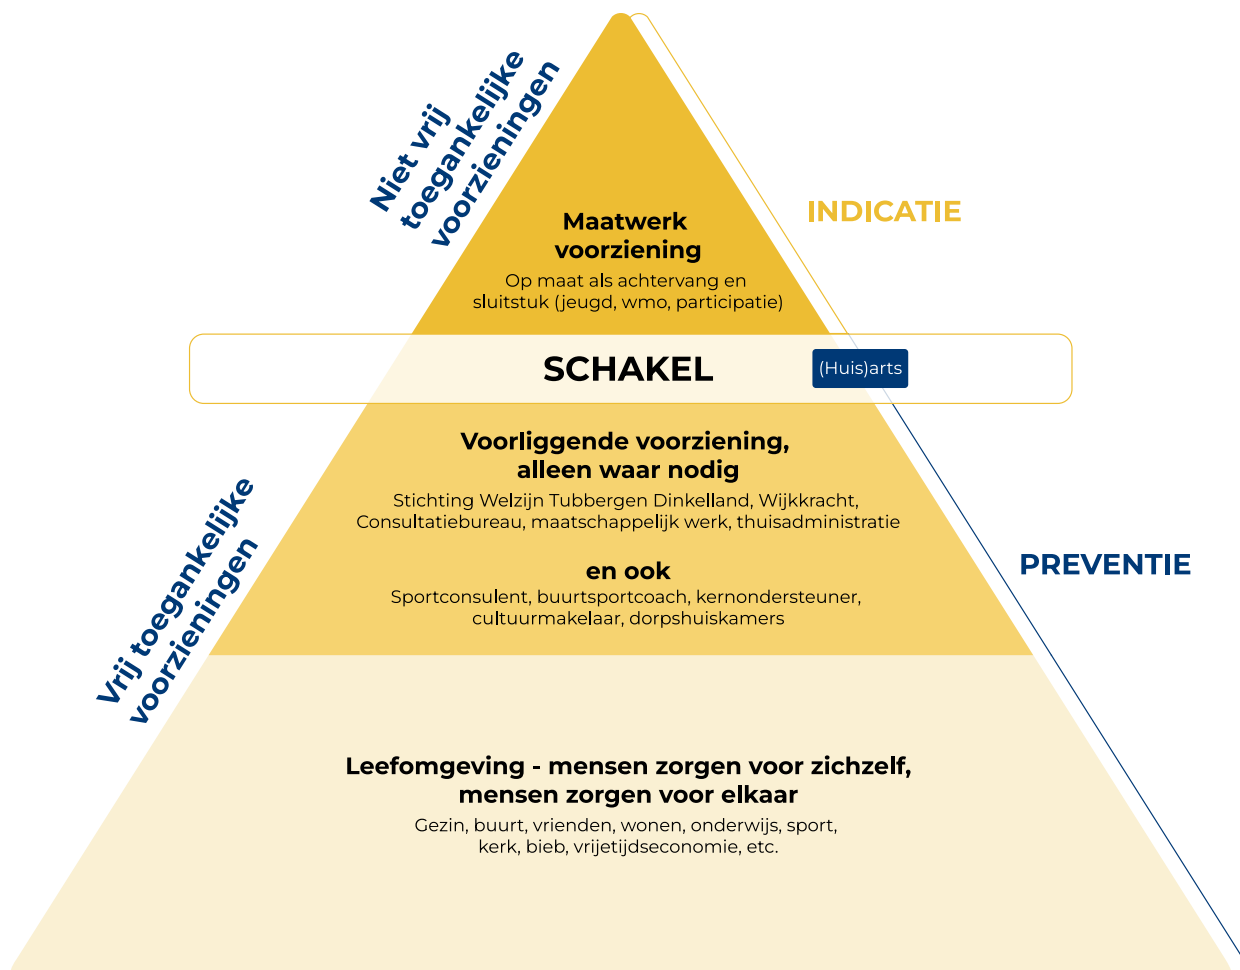 Niet vrij
toegankelijke
voorzieningen
INDICATIE
Maatwerk
voorziening
Op maat als achtervang en
sluitstuk (jeugd, wmo, participatie)
SCHAKEL
(Huis)arts
Voorliggende voorziening,
alleen waar nodig
Stichting Welzijn Tubbergen Dinkelland, Wijkkracht,
Consultatiebureau, maatschappelijk werk, thuisadministratie
en ook
Sportconsulent, buurtsportcoach, kernondersteuner,
cultuurmakelaar, dorpshuiskamers
Vrij toegankelijke
voorzieningen
PREVENTIE
Leefomgeving - mensen zorgen voor zichzelf,
mensen zorgen voor elkaar
Gezin, buurt, vrienden, wonen, onderwijs, sport,
kerk, bieb, vrijetijdseconomie, etc.